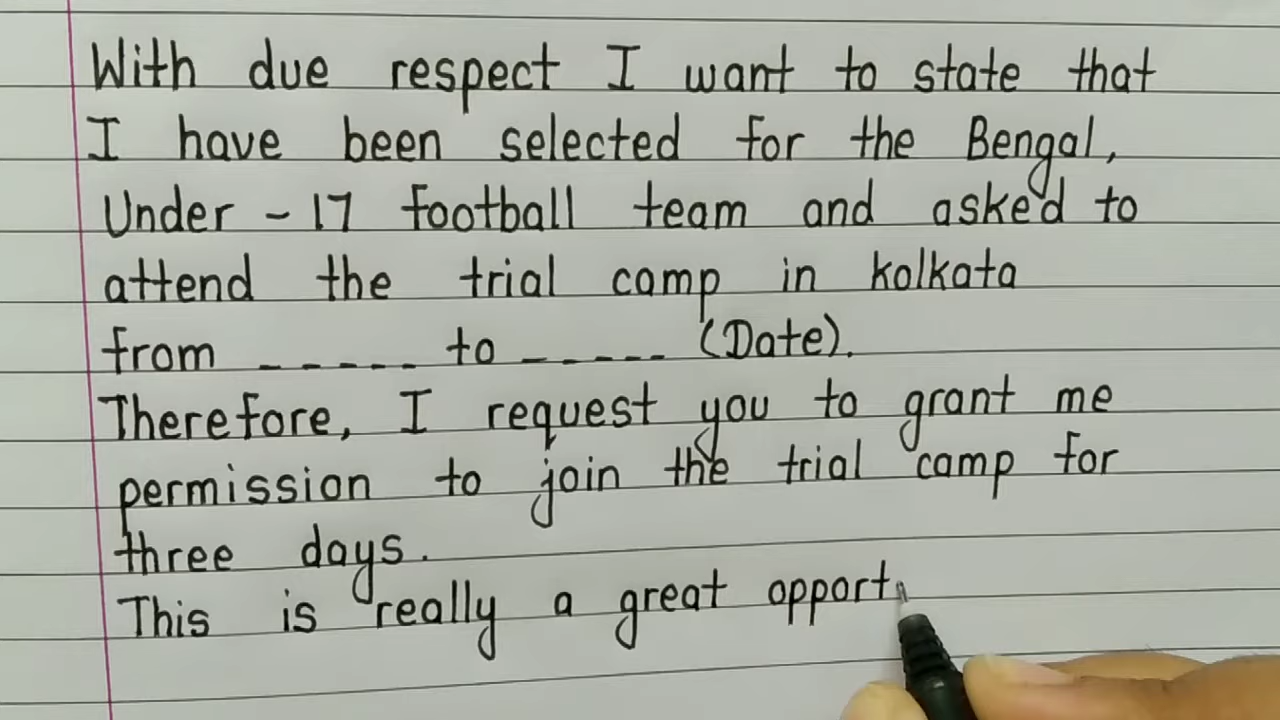 With due respect I want to state that
I have been selected for the Bengal,
Under - 17 football team and asked to
attend the trial camp in kolkata
from _ _ _ _ _ to _ _ _ _ _ (Date).
Therefore, I request you to grant me
permission to join the trial camp for
three days.
This is really a great opport